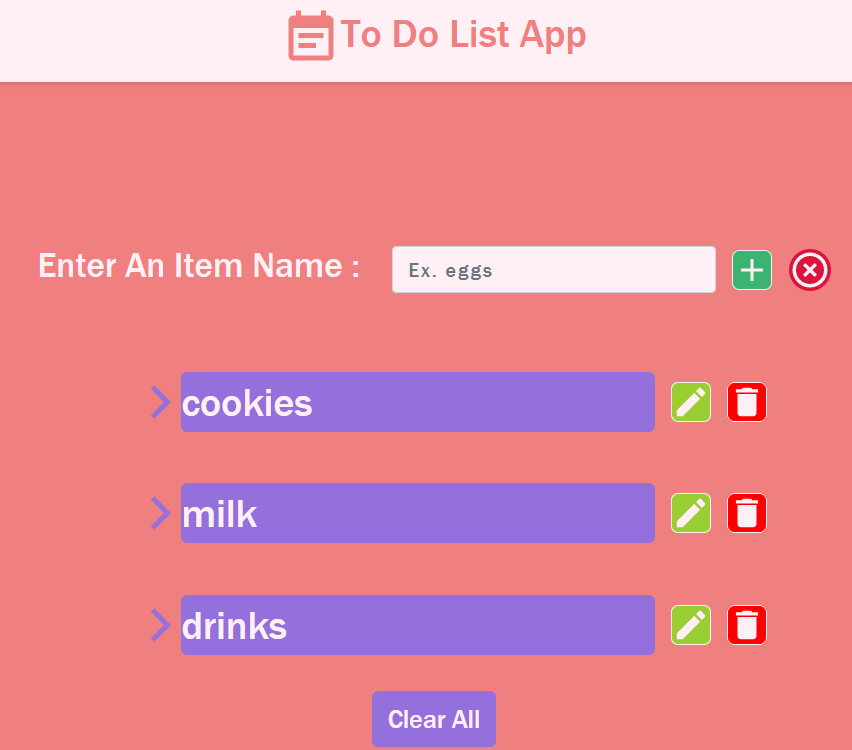 To Do List App
Enter An Item Name :
Ex. eggs
cookies
milk
drinks
Clear All